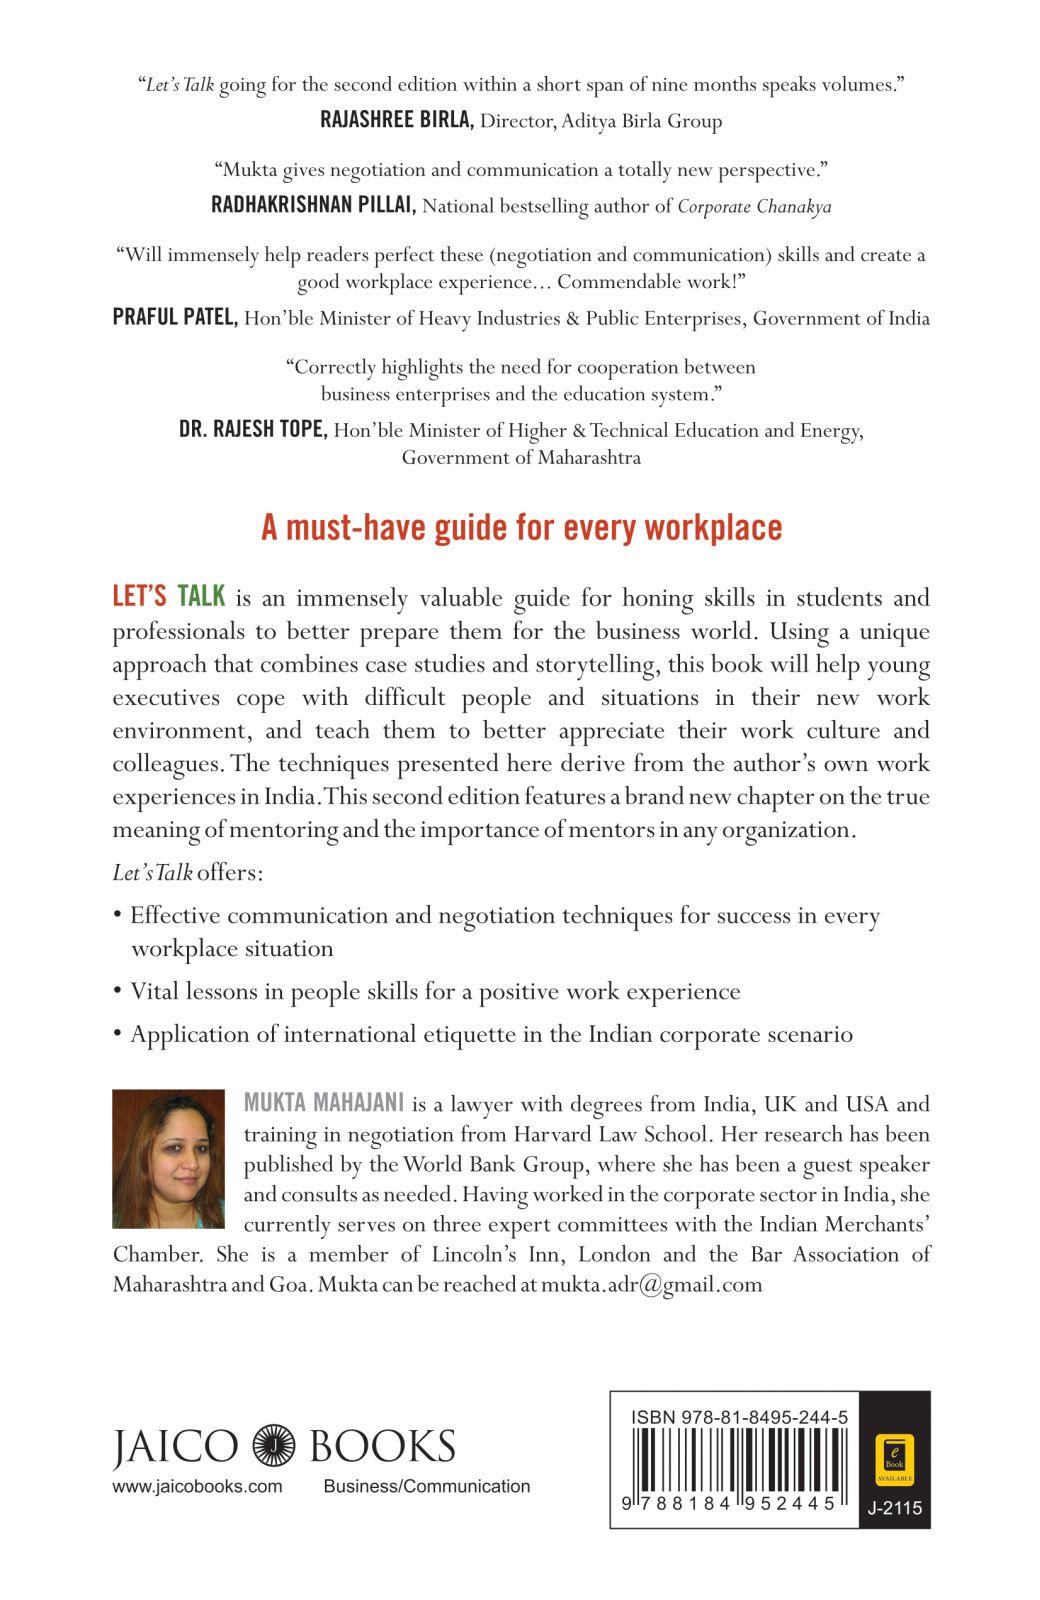 “Let’s Talk going for the second edition within a short span of nine months speaks volumes.”
RAJASHREE BIRLA, Director, Aditya Birla Group
“Mukta gives negotiation and communication a totally new perspective.”
RADHAKRISHNAN PILLAI, National bestselling author of Corporate Chanakya
“Will immensely help readers perfect these (negotiation and communication) skills and create a
good workplace experience... Commendable work!”
PRAFUL PATEL, Hon’ble Minister of Heavy Industries & Public Enterprises, Government of India
“Correctly highlights the need for cooperation between
business enterprises and the education system.”
DR. RAJESH TOPE, Hon’ble Minister of Higher & Technical Education and Energy,
Government of Maharashtra
A must-have guide for every workplace
LET’S TALK is an immensely valuable guide for honing skills in students and
professionals to better prepare them for the business world. Using a unique
approach that combines case studies and storytelling, this book will help young
executives cope with difficult people and situations in their new work
environment, and teach them to better appreciate their work culture and
colleagues. The techniques presented here derive from the author’s own work
experiences in India. This second edition features a brand new chapter on the true
meaning of mentoring and the importance of mentors in any organization.
Let’s Talk offers:
• Effective communication and negotiation techniques for success in every
workplace situation
• Vital lessons in people skills for a positive work experience
• Application of international etiquette in the Indian corporate scenario
MUKTA MAHAJANI is a lawyer with degrees from India, UK and USA and
training in negotiation from Harvard Law School. Her research has been
published by the World Bank Group, where she has been a guest speaker
and consults as needed. Having worked in the corporate sector in India, she
currently serves on three expert committees with the Indian Merchants’
Chamber. She is a member of Lincoln’s Inn, London and the Bar Association of
Maharashtra and Goa. Mukta can be reached at mukta.adr@gmail.com
JAICO J BOOKS
www.jaicobooks.com Business/Communication
ISBN 978-81-8495-244-5
9 788184 952445
e
Book
AVAILABLE
J-2115